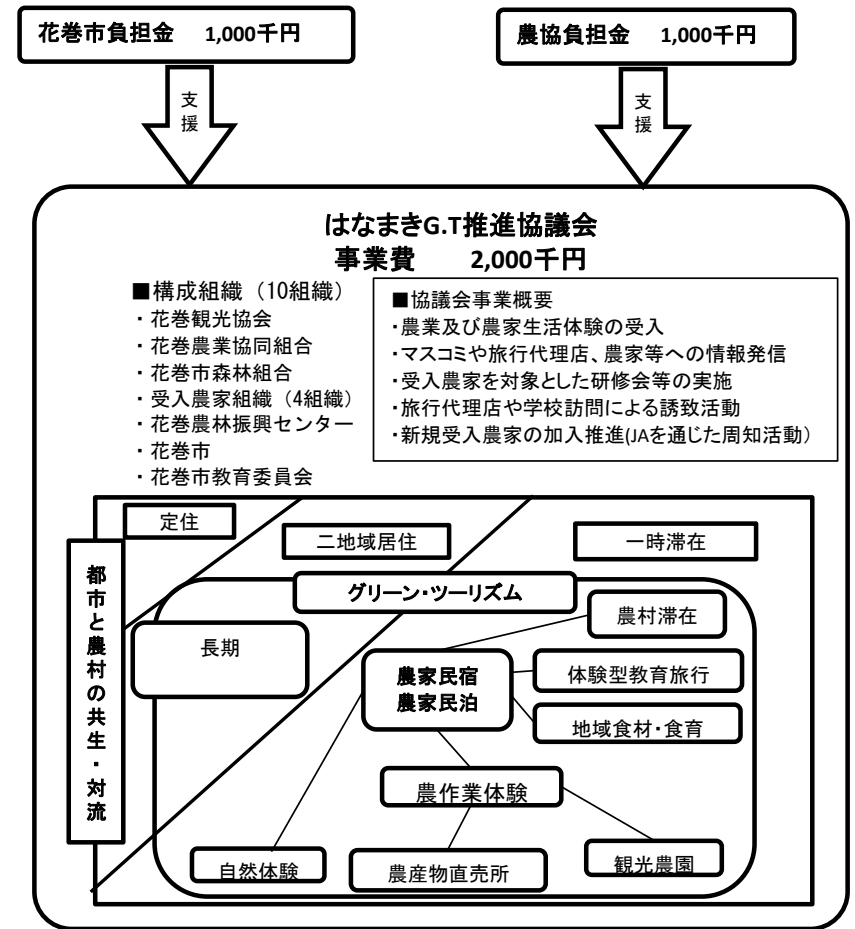 花巻市負担金　1,000千円
農協負担金　1,000千円
支援
支援
はなまきG.T推進協議会
事業費　2,000千円
■構成組織（10組織）
・花巻観光協会
・花巻農業協同組合
・花巻市森林組合
・受入農家組織（4組織）
・花巻農林振興センター
・花巻市
・花巻市教育委員会
■協議会事業概要
・農業及び農家生活体験の受入
・マスコミや旅行代理店、農家等への情報発信
・受入農家を対象とした研修会等の実施
・旅行代理店や学校訪問による誘致活動
・新規受入農家の加入推進(JAを通じた周知活動）
定住
二地域居住
一時滞在
都市と農村の共生・対流
グリーン・ツーリズム
長期
農村滞在
農家民宿
農家民泊
体験型教育旅行
地域食材・食育
農作業体験
自然体験
農産物直売所
観光農園